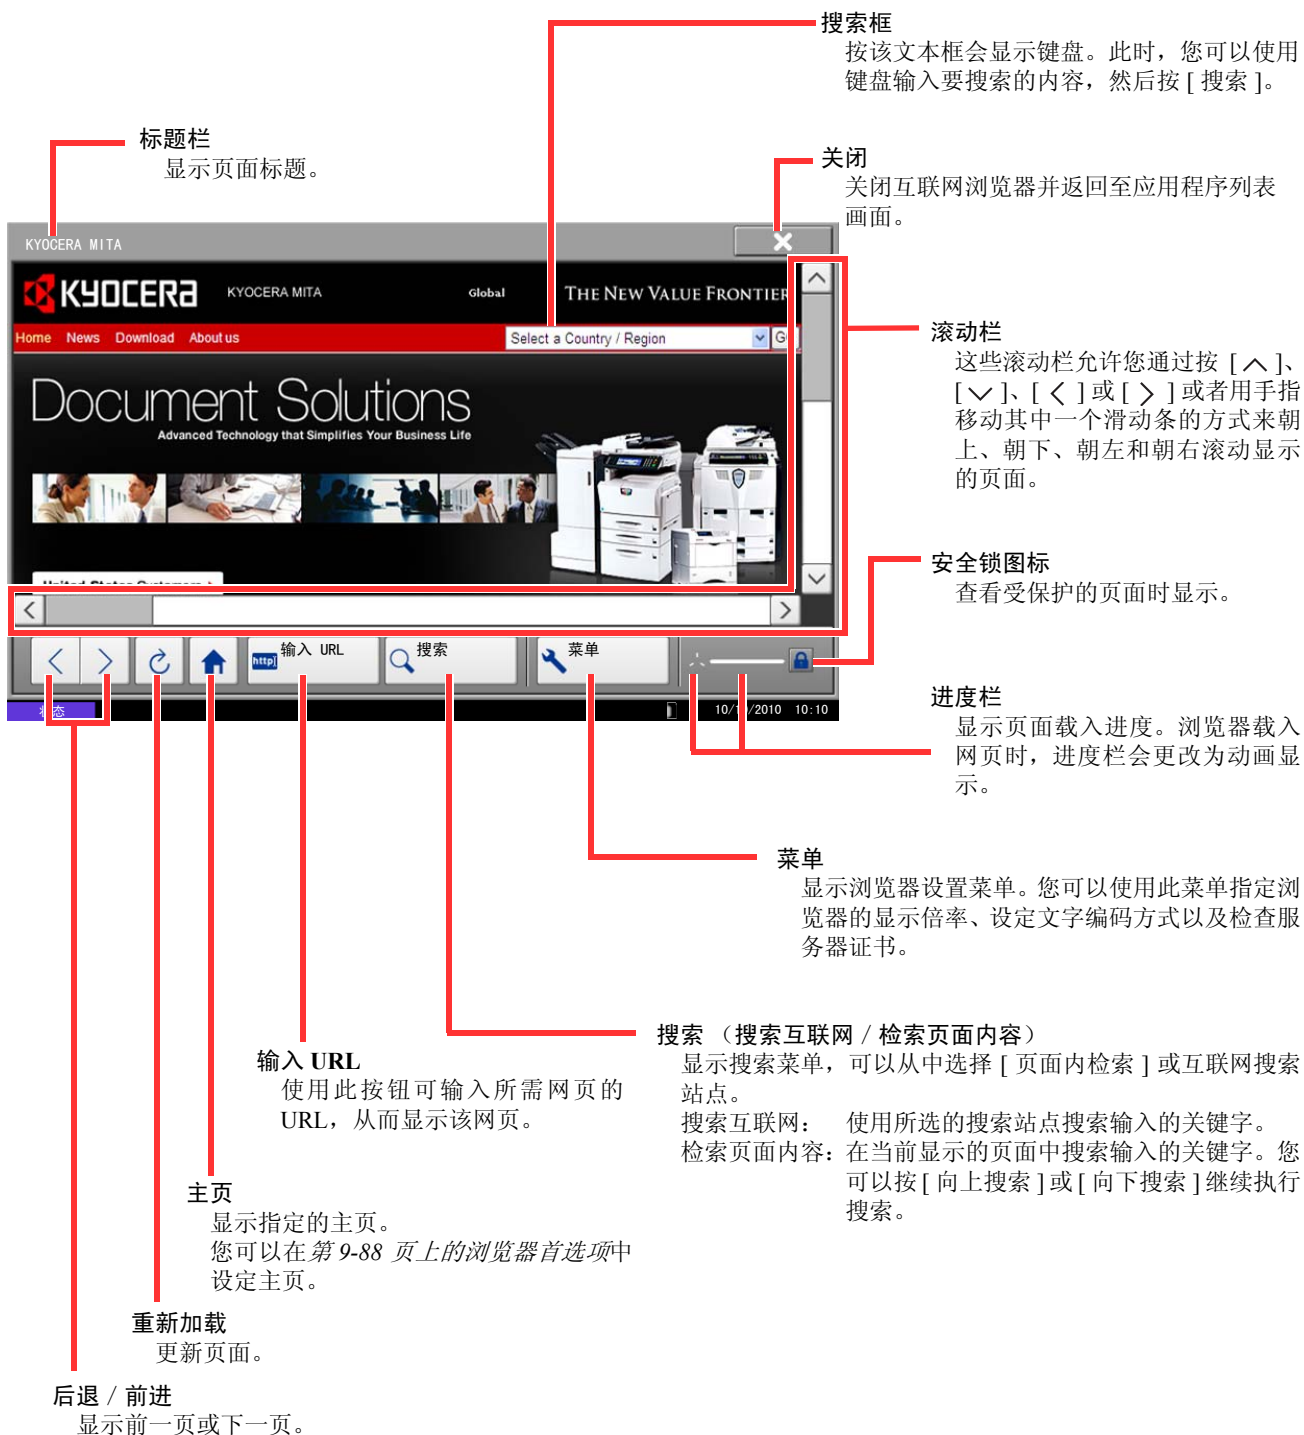 搜索框
按该文本框会显示键盘。此时，您可以使用
键盘输入要搜索的内容，然后按 [ 搜索 ]。
标题栏
显示页面标题。
关闭
关闭互联网浏览器并返回至应用程序列表
画面。
KYOCERA MITA
KYOCERA
KYOCERA MITA
Global
THE NEW VALUE FRONTIER
Home News Download About us
Select a Country / Region
Document Solutions
Advanced Technology that Simplifies Your Business Life
滚动栏
这些滚动栏允许您通过按 [ ︿ ]、
[ ﹀ ]、[ 〈 ] 或 [ 〉 ] 或者用手指
移动其中一个滑动条的方式来朝
上、朝下、朝左和朝右滚动显示
的页面。
安全锁图标
查看受保护的页面时显示。
http
输入 URL
搜索
菜单
状态
10/10/2010 10:10
进度栏
显示页面载入进度。浏览器载入
网页时，进度栏会更改为动画显
示。
菜单
显示浏览器设置菜单。您可以使用此菜单指定浏
览器的显示倍率、设定文字编码方式以及检查服
务器证书。
搜索 （搜索互联网 / 检索页面内容）
显示搜索菜单，可以从中选择 [ 页面内检索 ] 或互联网搜索
站点。
搜索互联网： 使用所选的搜索站点搜索输入的关键字。
检索页面内容：在当前显示的页面中搜索输入的关键字。您
可以按 [ 向上搜索 ] 或 [ 向下搜索 ] 继续执行
搜索。
输入 URL
使用此按钮可输入所需网页的
URL，从而显示该网页。
主页
显示指定的主页。
您可以在第 9-88 页上的浏览器首选项中
设定主页。
重新加载
更新页面。
后退 / 前进
显示前一页或下一页。